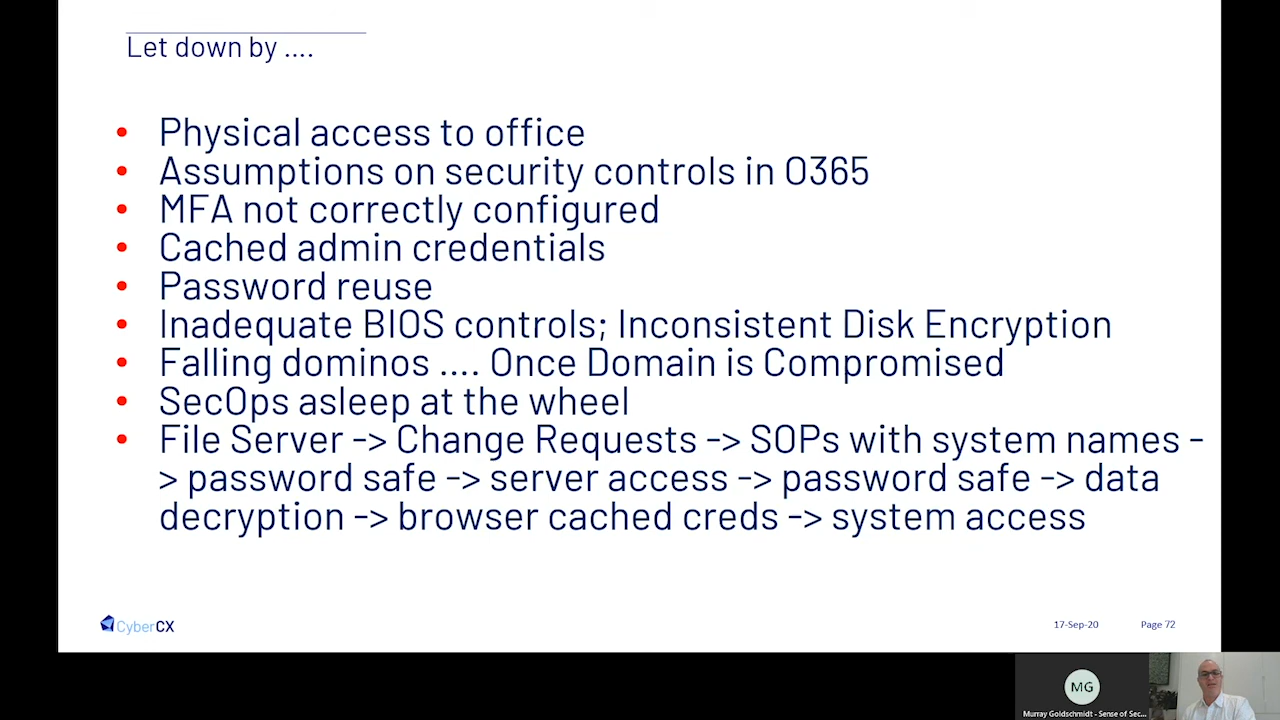 Let down by ....
• Physical access to office
• Assumptions on security controls in O365
• MFA not correctly configured
• Cached admin credentials
• Password reuse
• Inadequate BIOS controls; Inconsistent Disk Encryption
• Falling dominos .... Once Domain is Compromised
• SecOps asleep at the wheel
• File Server -> Change Requests -> SOPs with system names -
> password safe -> server access -> password safe -> data
decryption -> browser cached creds -> system access
CyberCX
17-Sep-20
Page 72
MG
Murray Goldschmidt - Sense of Sec...